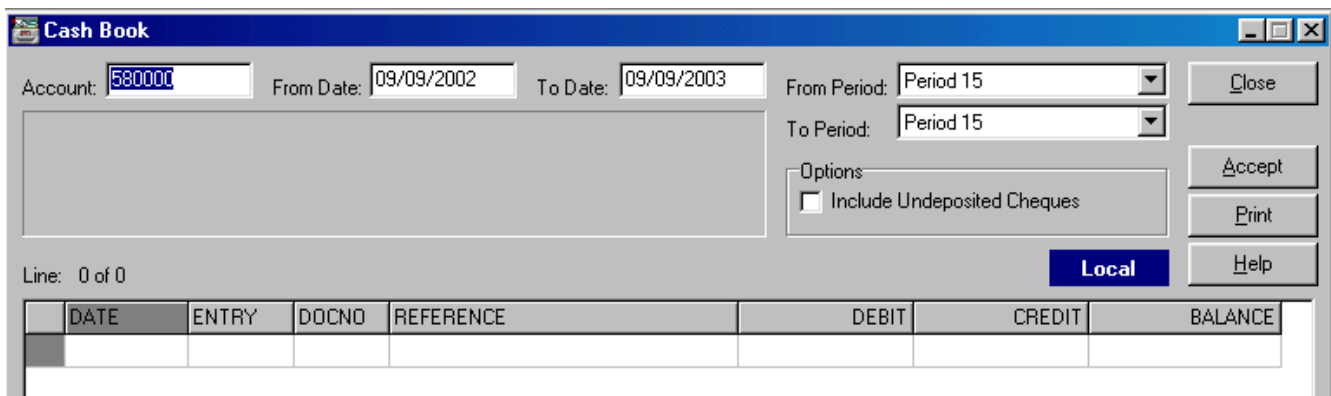 Cash Book
Account: 580000 From Date: 09/09/2002 To Date: 09/09/2003 From Period: Period 15 Close
To Period: Period 15
Options
Include Undeposited Cheques
Accept
Print
Line: 0 of 0 Local Help
DATE ENTRY DOCNO REFERENCE DEBIT CREDIT BALANCE